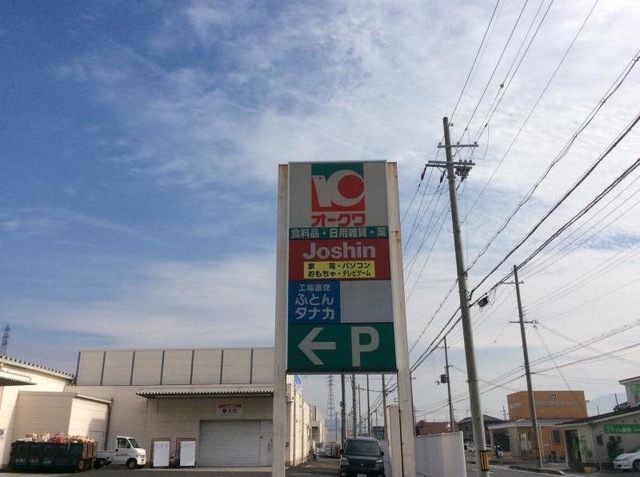 オークワ
食料品・日用雑貨・薬
Joshin
家電・パソコン
おもちゃ・テレビゲーム
工場直売
ふとん
タナカ
P